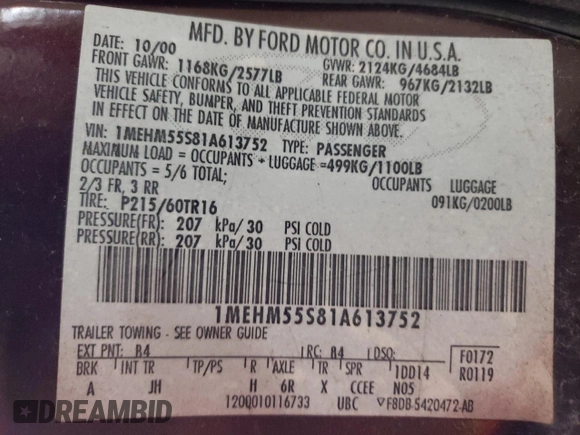 MFD. BY FORD MOTOR CO. IN U.S.A.
DATE: 10/00 GVWR: 2124KG/4684LB
FRONT GAWR: 1168KG/2577LB REAR GAWR: 967KG/2132LB
THIS VEHICLE CONFORMS TO ALL APPLICABLE FEDERAL MOTOR
VEHICLE SAFETY, BUMPER, AND THEFT PREVENTION STANDARDS
IN EFFECT ON THE DATE OF MANUFACTURE SHOWN ABOVE.
VIN: 1MEHM55S81A613752 TYPE: PASSENGER
MAXIMUM LOAD = OCCUPANTS + LUGGAGE =499KG/1100LB
OCCUPANTS = 5/6 TOTAL; OCCUPANTS LUGGAGE
2/3 FR, 3 RR 091KG/0200LB
TIRE: P215/60TR16
PRESSURE(FR) 207 kPa/30 PSI COLD
PRESSURE(RR) 207 kPa/30 PSI COLD
1MEHM55S81A613752
TRAILER TOWING - SEE OWNER GUIDE
EXT PNT: B4 RC: B4 DSO: F0172
BRK INT TR TP/PS R AXLE TR SPR 1DD14 R0119
A JH H 6R X CCEE N05
1200010116733 UBC F8DB-5420472-AB
DREAMBID